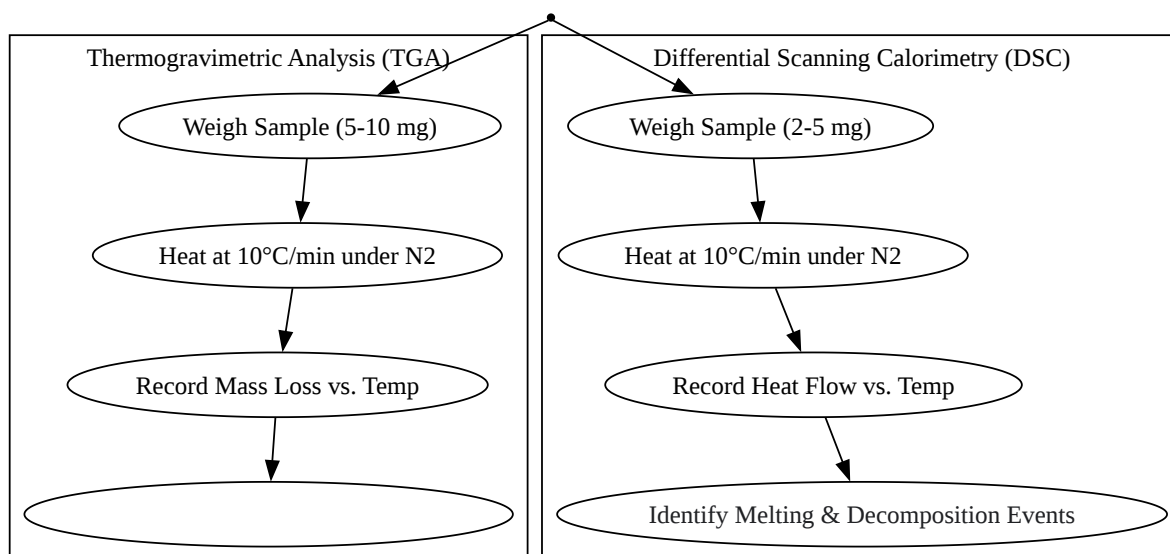 Thermogravimetric Analysis (TGA)
Weigh Sample (5-10 mg)
Heat at 10°C/min under N2
Record Mass Loss vs. Temp
Differential Scanning Calorimetry (DSC)
Weigh Sample (2-5 mg)
Heat at 10°C/min under N2
Record Heat Flow vs. Temp
Identify Melting & Decomposition Events